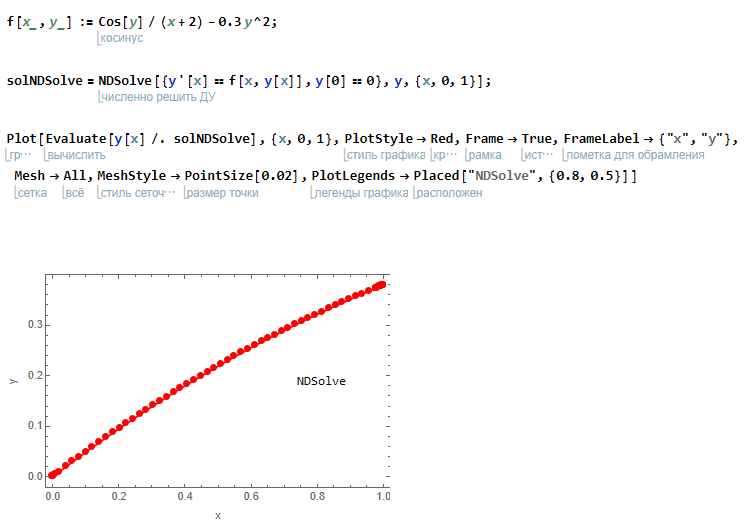 f[x_, y_] := Cos[y] / (x + 2) - 0.3 y^2;
косинус
solNDSolve = NDSolve[{y'[x] == f[x, y[x]], y[0] == 0}, y, {x, 0, 1}];
численно решить ДУ
Plot[Evaluate[y[x] /. solNDSolve], {x, 0, 1}, PlotStyle → Red, Frame → True, FrameLabel → {"x", "y"},
гр⋯ вычислить стиль графика кр⋯ рамка ист⋯ пометка для обрамления
Mesh → All, MeshStyle → PointSize[0.02], PlotLegends → Placed["NDSolve", {0.8, 0.5}]]
сетка всё стиль сеточ⋯ размер точки легенды графика расположен
0.3
0.2
y
NDSolve
0.1
0.0
0.0 0.2 0.4 0.6 0.8 1.0
x